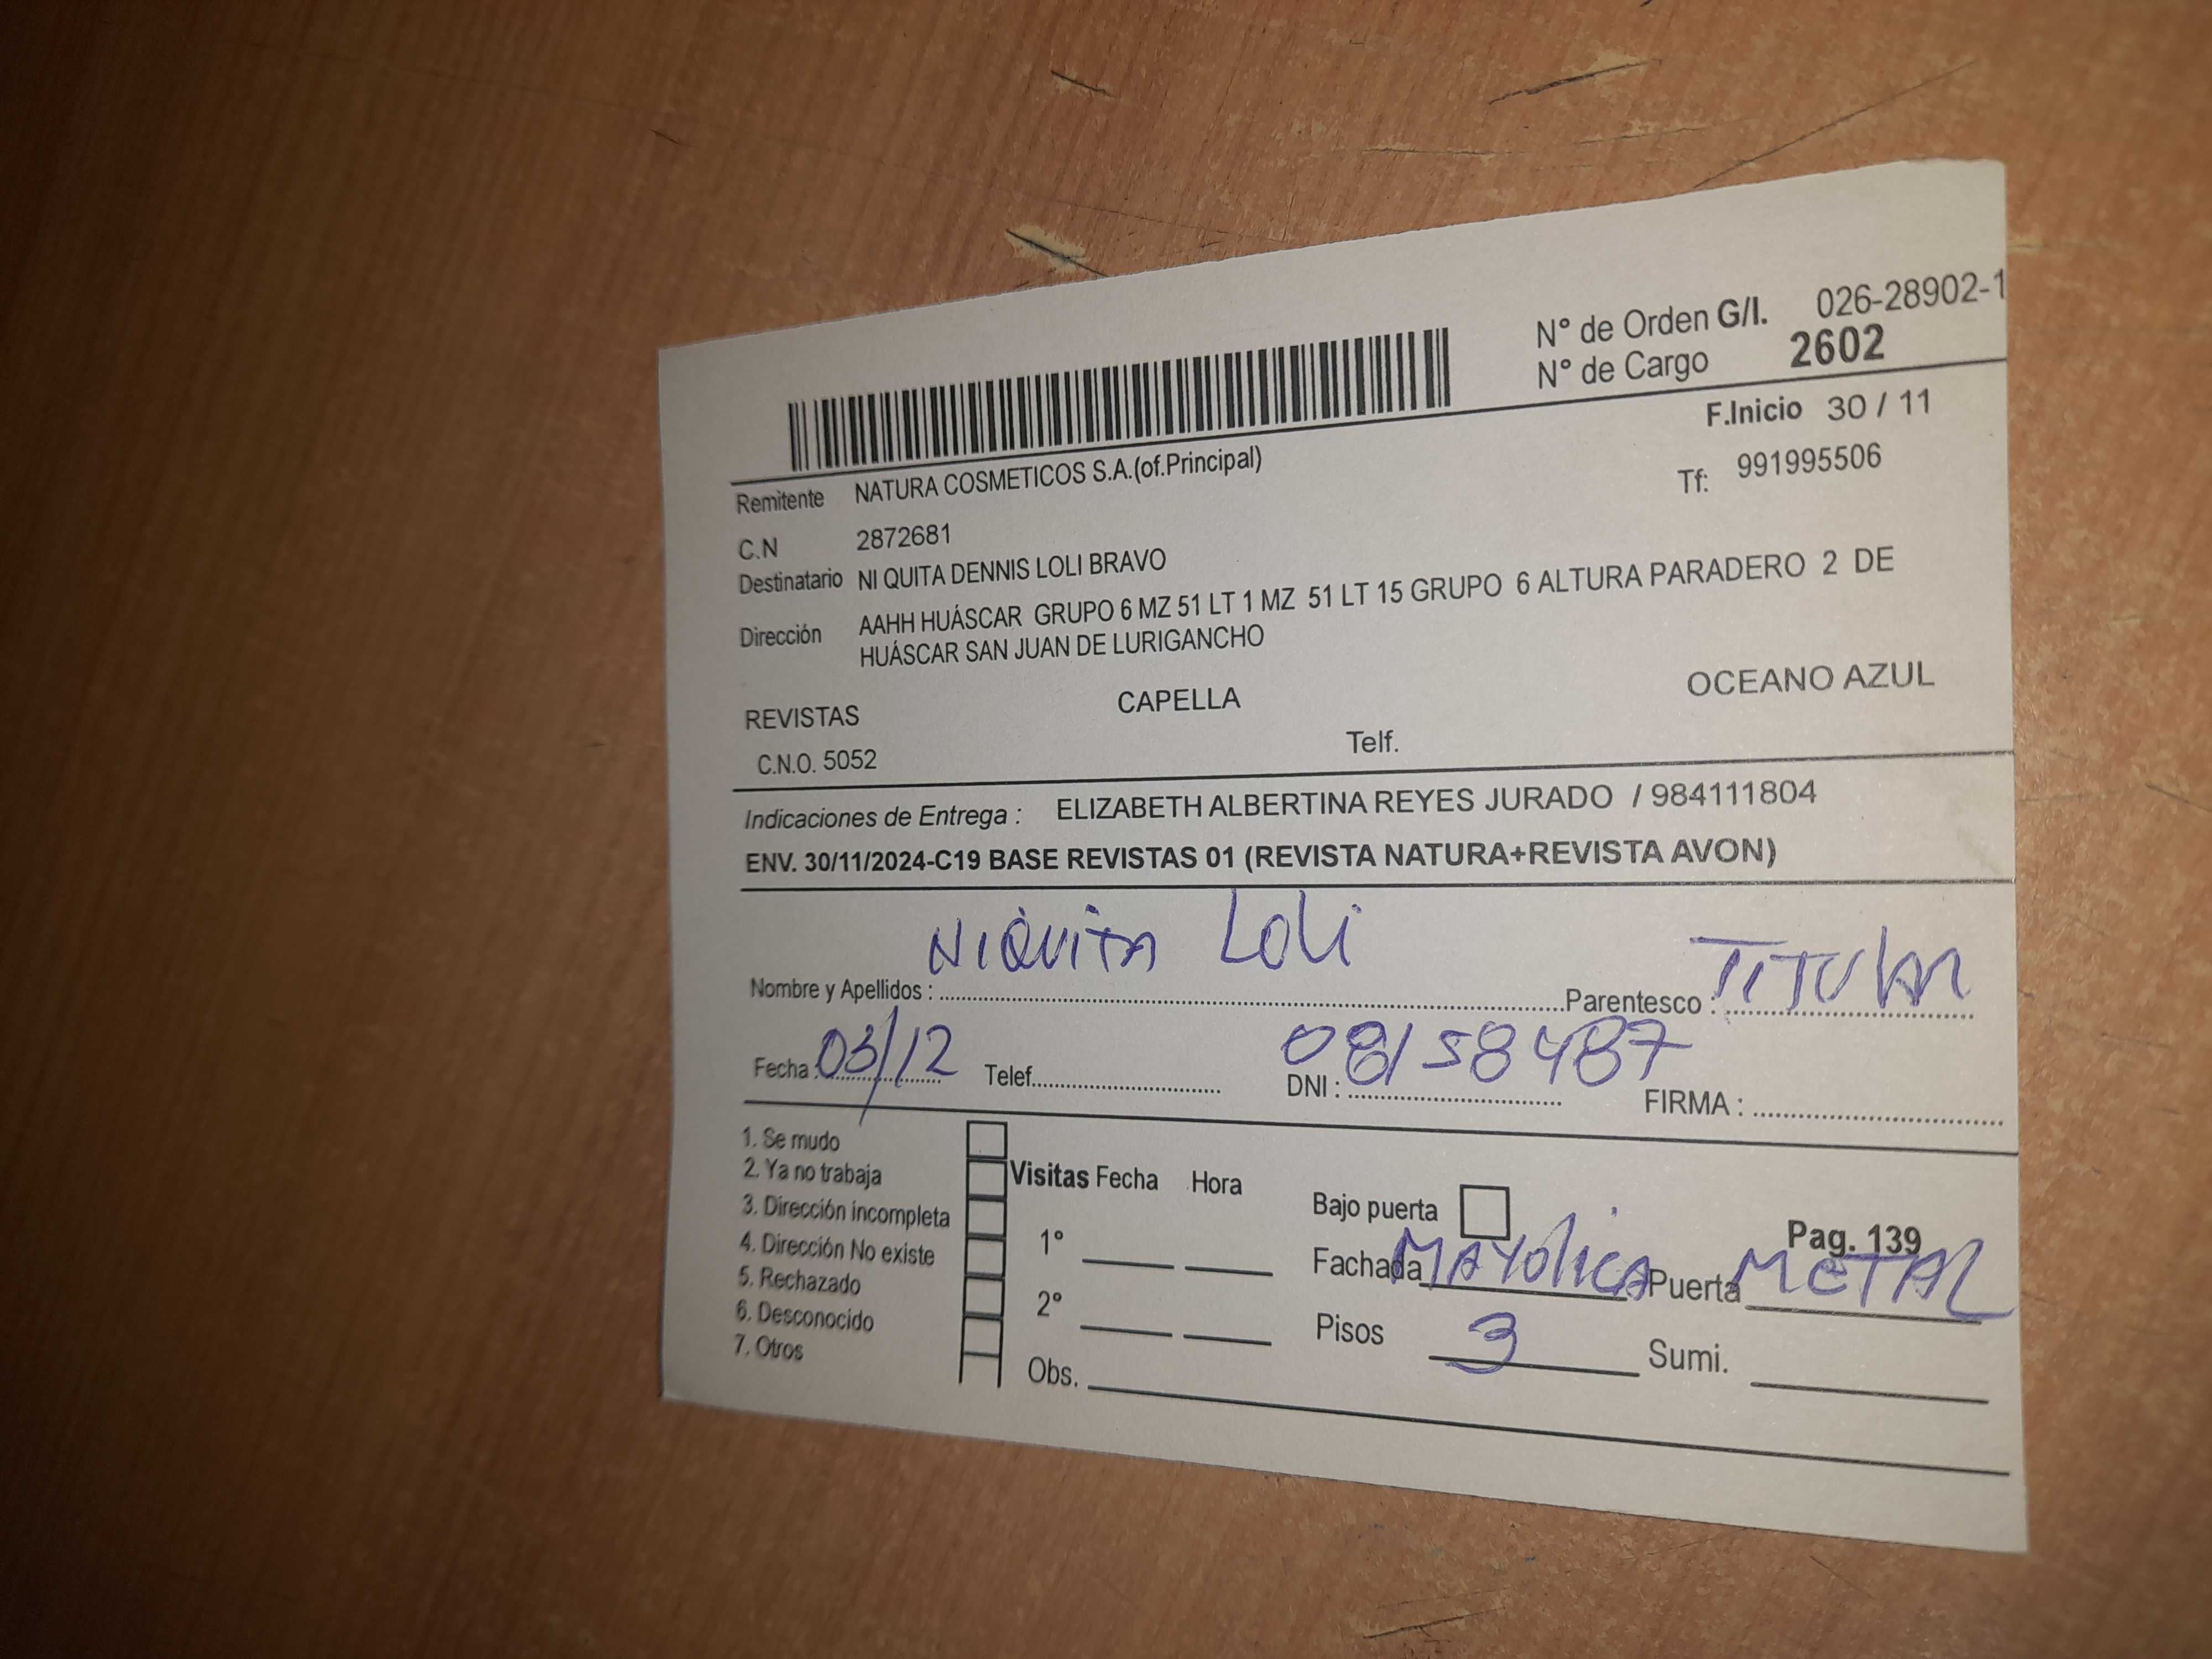 N° de Orden G/I. 026-28902-1
N° de Cargo 2602
F.Inicio 30 / 11
Remitente NATURA COSMETICOS S.A.(of.Principal) Tf: 991995506
C.N 2872681
Destinatario NI QUITA DENNIS LOLI BRAVO
Dirección AAHH HUÁSCAR GRUPO 6 MZ 51 LT 1 MZ 51 LT 15 GRUPO 6 ALTURA PARADERO 2 DE
HUÁSCAR SAN JUAN DE LURIGANCHO
REVISTAS CAPELLA OCEANO AZUL
C.N.O. 5052 Telf.
Indicaciones de Entrega : ELIZABETH ALBERTINA REYES JURADO / 984111804
ENV. 30/11/2024-C19 BASE REVISTAS 01 (REVISTA NATURA+REVISTA AVON)
Nombre y Apellidos : NIQUITA Loli Parentesco : TITULAR
Fecha : 03/12 Telef. DNI : 08158487 FIRMA :
1. Se mudo
2. Ya no trabaja
3. Dirección incompleta
4. Dirección No existe
5. Rechazado
6. Desconocido
7. Otros
Visitas Fecha Hora
1°
2°
Obs.
Bajo puerta Pag. 139
Fachada MAYOliCA Puerta METAL
Pisos 3 Sumi.